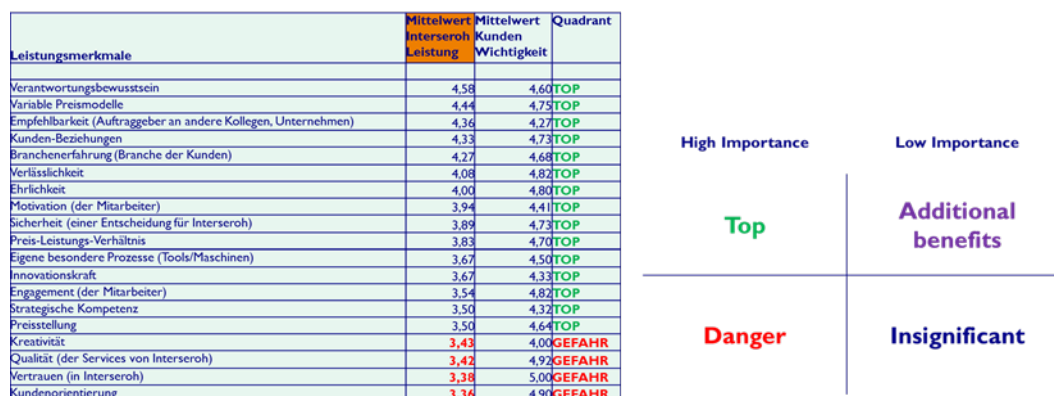 Leistungsmerkmale Mittelwert Interseroh Leistung Mittelwert Kunden Wichtigkeit Quadrant
Verantwortungsbewusstsein 4,58 4,60 TOP
Variable Preismodelle 4,44 4,75 TOP
Empfehlbarkeit (Auftraggeber an andere Kollegen, Unternehmen) 4,36 4,27 TOP
Kunden-Beziehungen 4,33 4,73 TOP
Branchenerfahrung (Branche der Kunden) 4,27 4,68 TOP
Verlässlichkeit 4,08 4,82 TOP
Ehrlichkeit 4,00 4,80 TOP
Motivation (der Mitarbeiter) 3,94 4,41 TOP
Sicherheit (einer Entscheidung für Interseroh) 3,89 4,73 TOP
Preis-Leistungs-Verhältnis 3,83 4,70 TOP
Eigene besondere Prozesse (Tools/Maschinen) 3,67 4,50 TOP
Innovationskraft 3,67 4,33 TOP
Engagement (der Mitarbeiter) 3,54 4,82 TOP
Strategische Kompetenz 3,50 4,32 TOP
Preisstellung 3,50 4,64 TOP
Kreativität 3,43 4,00 GEFAHR
Qualität (der Services von Interseroh) 3,42 4,92 GEFAHR
Vertrauen (in Interseroh) 3,38 5,00 GEFAHR
Kundenorientierung 3,36 4,90 GEFAHR
High Importance Low Importance
Top Additional benefits
Danger Insignificant